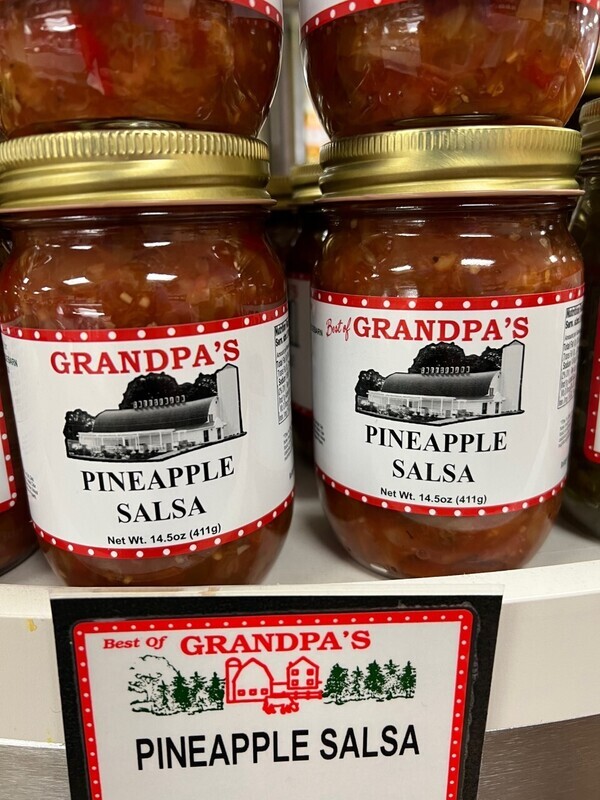 GRANDPA'S
PINEAPPLE
SALSA
Net Wt. 14.5oz (411g)
Best of GRANDPA'S
PINEAPPLE
SALSA
Net Wt. 14.5oz (411g)
Best Of GRANDPA'S
PINEAPPLE SALSA